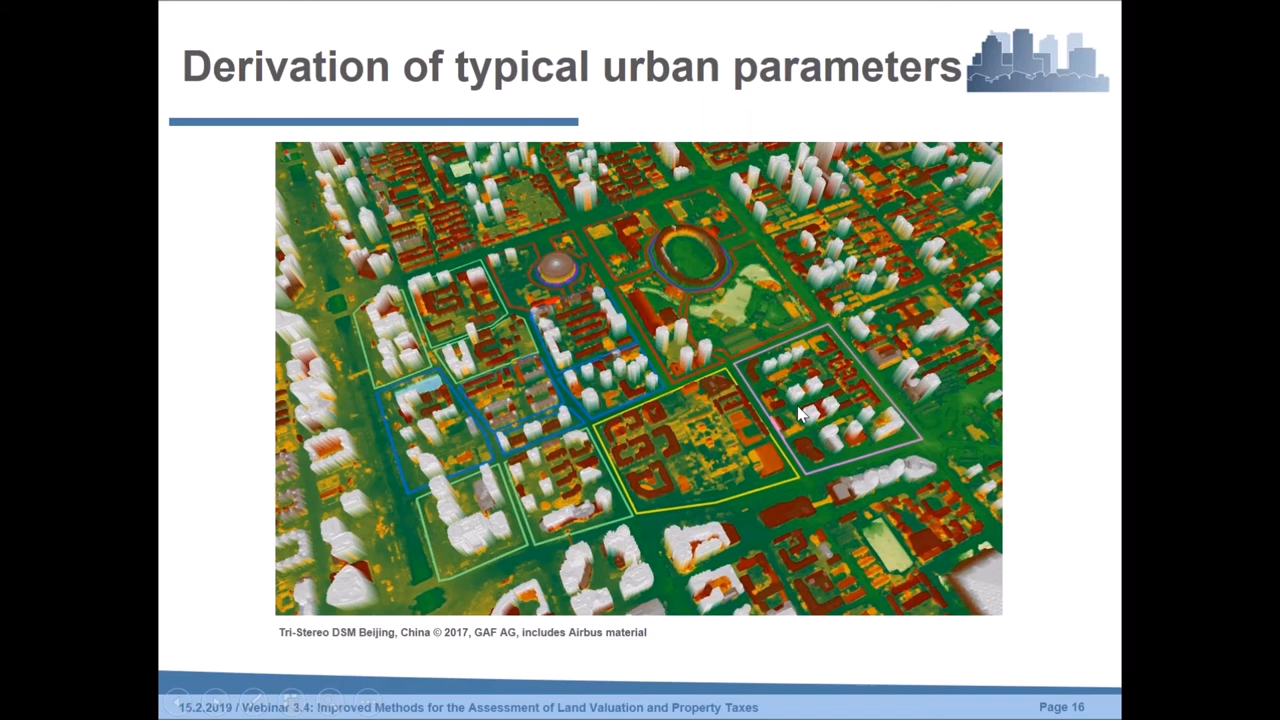 Derivation of typical urban parameters
Tri-Stereo DSM Beijing, China © 2017, GAF AG, includes Airbus material
15.2.2019 / Webinar 3.4: Improved Methods for the Assessment of Land Valuation and Property Taxes
Page 16